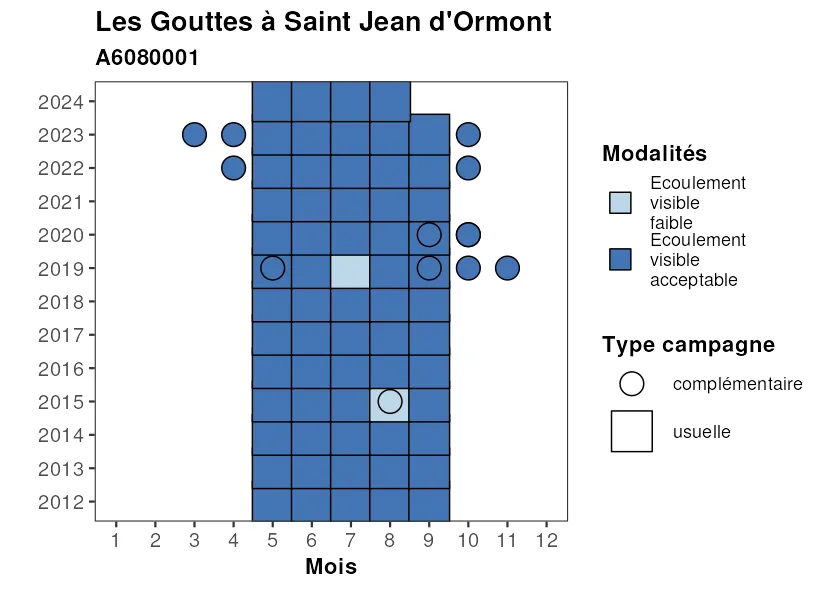 Les Gouttes à Saint Jean d'Ormont
A6080001
2024
2023
2022
2021
2020
2019
2018
2017
2016
2015
2014
2013
2012
1 2 3 4 5 6 7 8 9 10 11 12
Mois
Modalités
Ecoulement
visible
faible
Ecoulement
visible
acceptable
Type campagne
complémentaire
usuelle